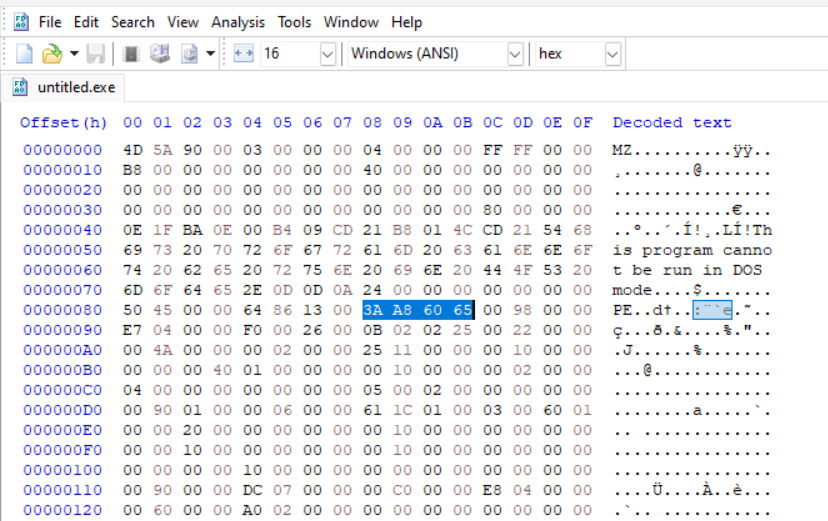 File Edit Search View Analysis Tools Window Help
16 Windows (ANSI) hex
untitled.exe
Offset(h) 00 01 02 03 04 05 06 07 08 09 0A 0B 0C 0D 0E 0F Decoded text
00000000 4D 5A 90 00 03 00 00 00 04 00 00 00 FF FF 00 00 MZ..........ÿÿ..
00000010 B8 00 00 00 00 00 00 00 40 00 00 00 00 00 00 00 ¸.......@.......
00000020 00 00 00 00 00 00 00 00 00 00 00 00 00 00 00 00 ................
00000030 00 00 00 00 00 00 00 00 00 00 00 00 80 00 00 00 ............€...
00000040 0E 1F BA 0E 00 B4 09 CD 21 B8 01 4C CD 21 54 68 ..º..´.Í!¸.LÍ!Th
00000050 69 73 20 70 72 6F 67 72 61 6D 20 63 61 6E 6E 6F is program canno
00000060 74 20 62 65 20 72 75 6E 20 69 6E 20 44 4F 53 20 t be run in DOS
00000070 6D 6F 64 65 2E 0D 0D 0A 24 00 00 00 00 00 00 00 mode....$.......
00000080 50 45 00 00 64 86 13 00 3A A8 60 65 00 98 00 00 PE..d†..:¨`e.˜..
00000090 E7 04 00 00 F0 00 26 00 0B 02 02 25 00 22 00 00 ç...ð.&....%."..
000000A0 00 4A 00 00 00 02 00 00 25 11 00 00 00 10 00 00 .J......%.......
000000B0 00 00 00 40 01 00 00 00 00 10 00 00 00 02 00 00 ...@............
000000C0 04 00 00 00 00 00 00 00 05 00 02 00 00 00 00 00 ................
000000D0 00 90 01 00 00 06 00 00 61 1C 01 00 03 00 60 01 ........a.....`.
000000E0 00 00 20 00 00 00 00 00 00 10 00 00 00 00 00 00 .. .............
000000F0 00 00 10 00 00 00 00 00 00 10 00 00 00 00 00 00 ................
00000100 00 00 00 00 10 00 00 00 00 00 00 00 00 00 00 00 ................
00000110 00 90 00 00 DC 07 00 00 00 C0 00 00 E8 04 00 00 ....Ü....À..è...
00000120 00 60 00 00 A0 02 00 00 00 00 00 00 00 00 00 00 .`.. ...........